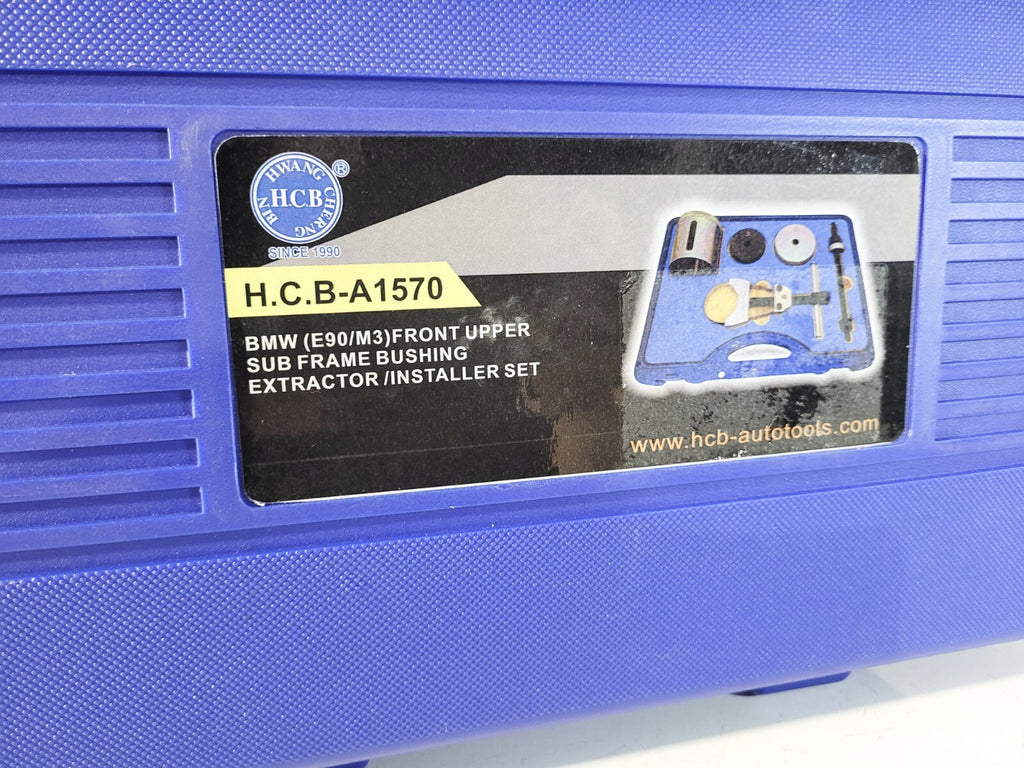 HWANG CHERNG BIN
H.C.B
®
SINCE 1990
H.C.B-A1570
BMW (E90/M3)FRONT UPPER
SUB FRAME BUSHING
EXTRACTOR /INSTALLER SET
www.hcb-autotools.com